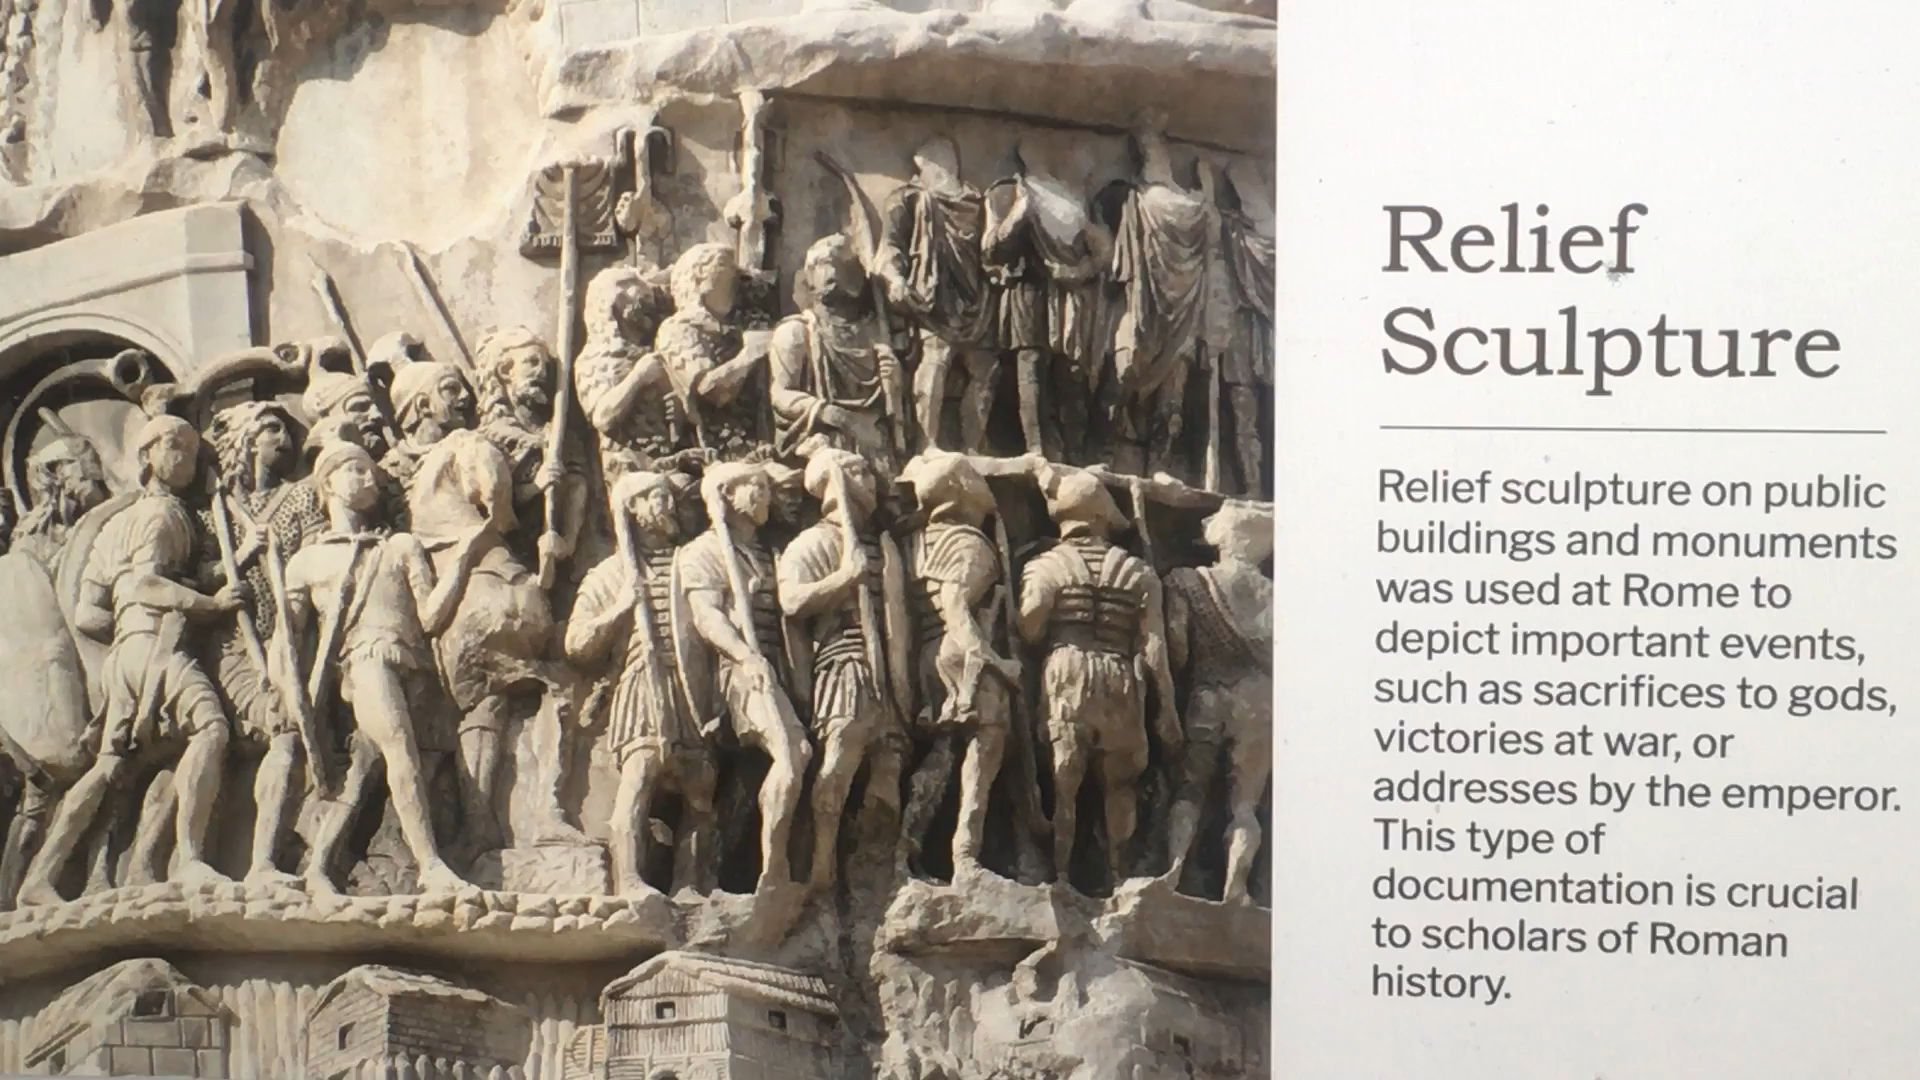 Relief
Sculpture
Relief sculpture on public
buildings and monuments
was used at Rome to
depict important events,
such as sacrifices to gods,
victories at war, or
addresses by the emperor.
This type of
documentation is crucial
to scholars of Roman
history.